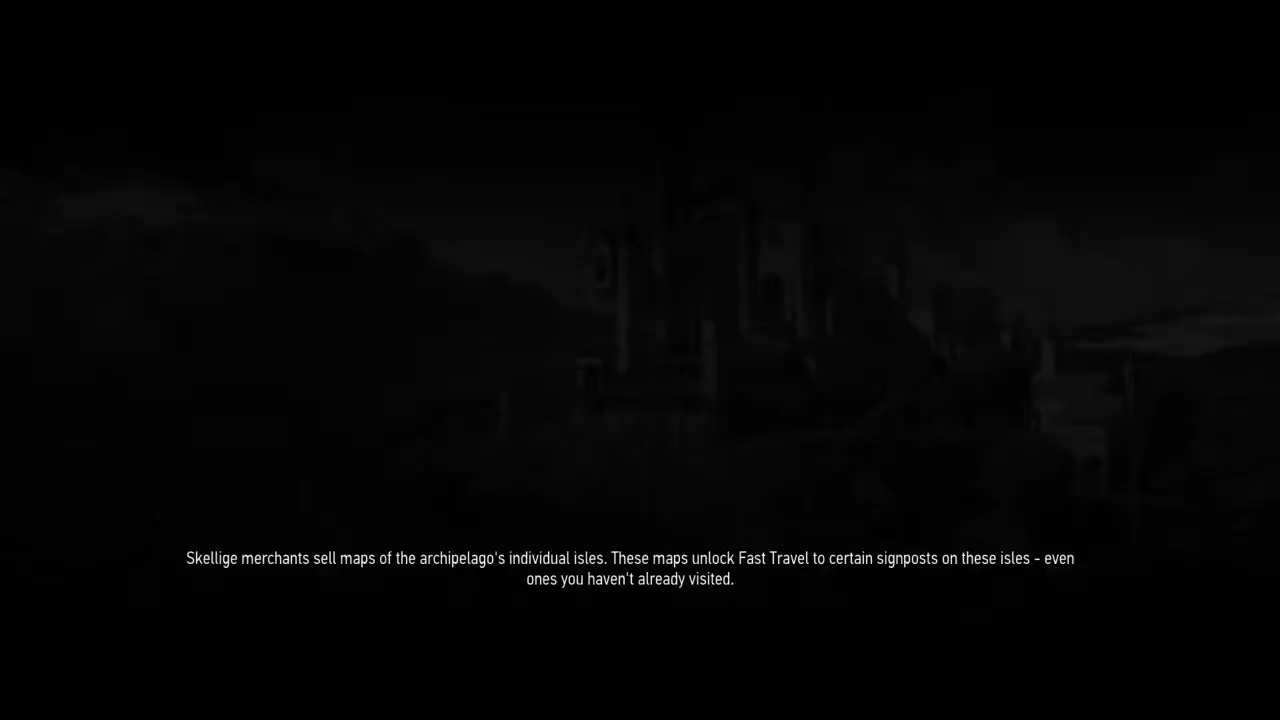 Skellige merchants sell maps of the archipelago's individual isles. These maps unlock Fast Travel to certain signposts on these isles - even
ones you haven't already visited.